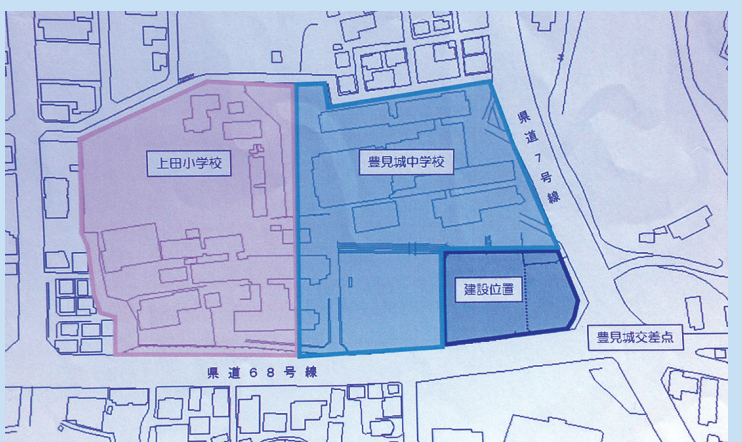 上田小学校
豊見城中学校
県道7号線
建設位置
豊見城交差点
県道68号線